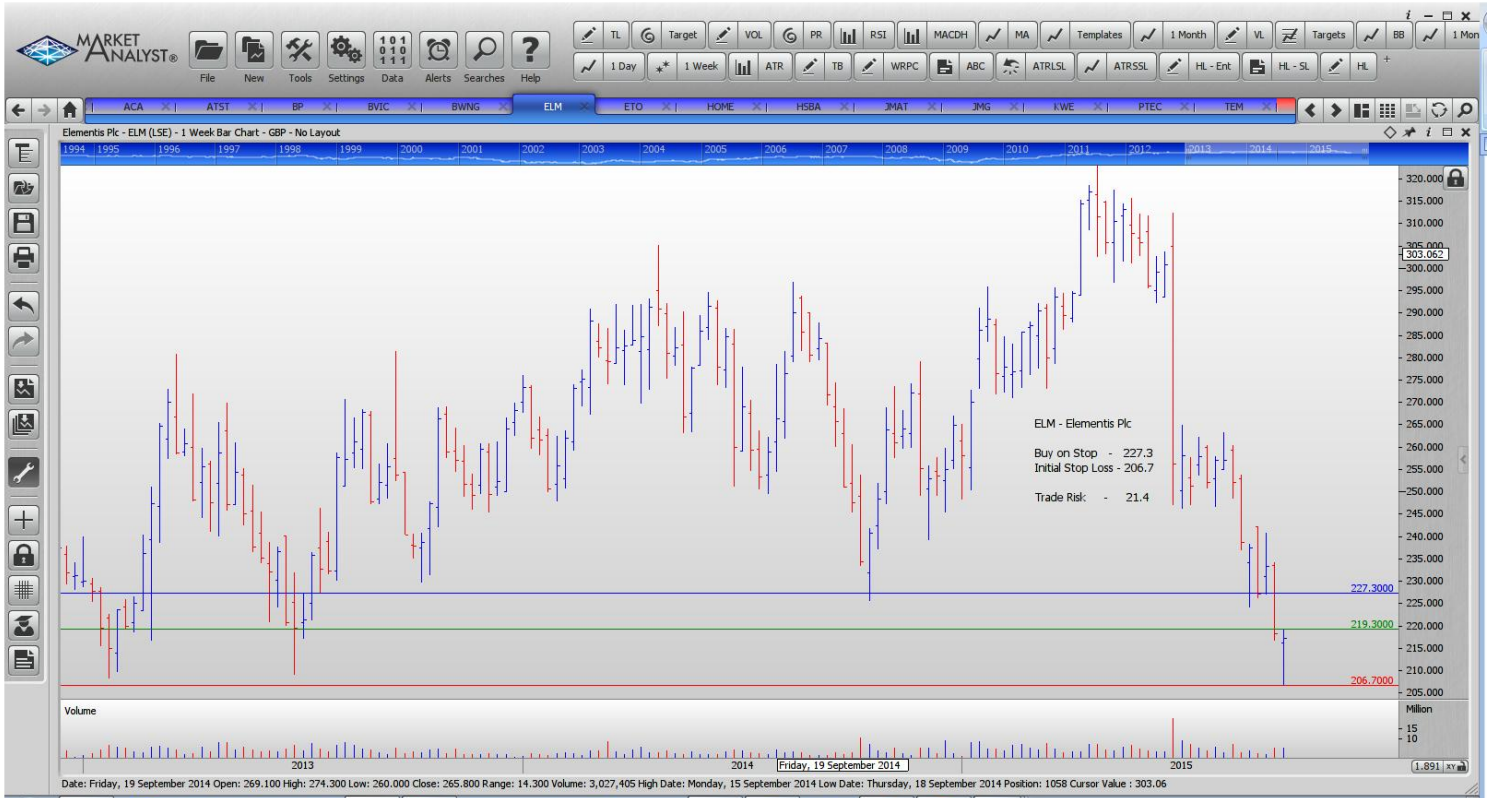 i
MARKET ANALYST®
File New Tools Settings Data Alerts Searches Help
TL Target VOL PR RSI MACDH MA Templates 1 Month VL Targets BB 1 Mon
1 Day 1 Week ATR TB WRPC ABC ATRLSL ATRSSL HL - Ent HL - SL HL +
ACA ATST BP BVIC BWNG ELM ETO HOME HSBA JMAT JMG KWE PTEC TEM
Elementis Plc - ELM (LSE) - 1 Week Bar Chart - GBP - No Layout
1994 1995 1996 1997 1998 1999 2000 2001 2002 2003 2004 2005 2006 2007 2008 2009 2010 2011 2012 2013 2014 2015
320.000
315.000
310.000
305.000
303.062
300.000
295.000
290.000
285.000
280.000
275.000
270.000
265.000
260.000
255.000
250.000
245.000
240.000
235.000
230.000
225.000
220.000
215.000
210.000
205.000
ELM - Elementis Plc
Buy on Stop - 227.3
Initial Stop Loss - 206.7
Trade Risk - 21.4
227.3000
219.3000
206.7000
Volume
Million
15
10
2013 2014 Friday, 19 September 2014 2015
1.891 XY
Date: Friday, 19 September 2014 Open: 269.100 High: 274.300 Low: 260.000 Close: 265.800 Range: 14.300 Volume: 3,027,405 High Date: Monday, 15 September 2014 Low Date: Thursday, 18 September 2014 Position: 1058 Cursor Value : 303.06